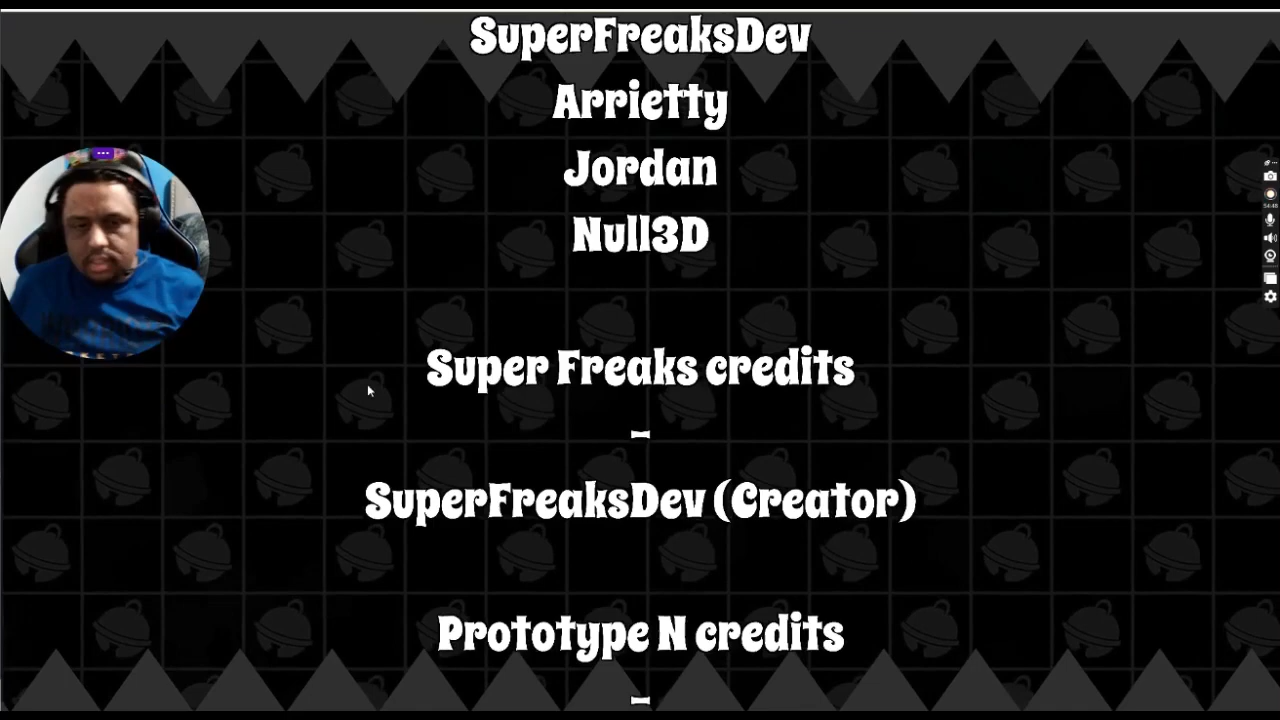 SuperFreaksDev
Arrietty
Jordan
Null3D
Super Freaks credits
-
SuperFreaksDev (Creator)
Prototype N credits
-